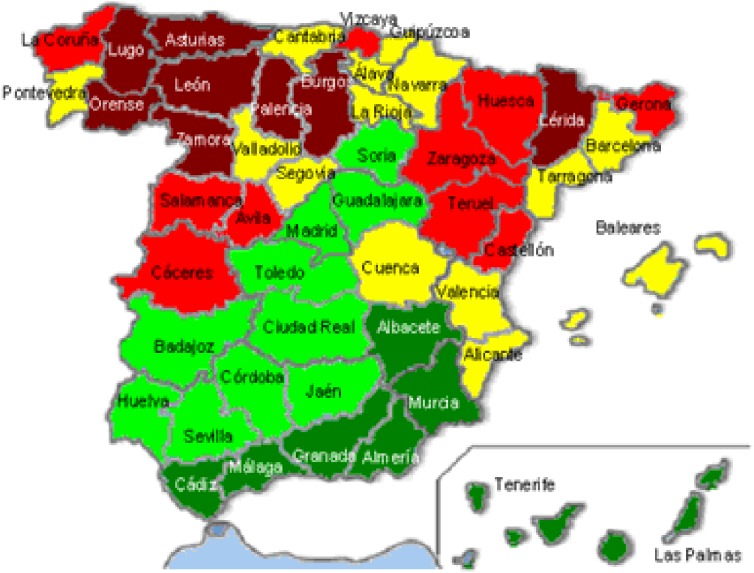 Vizcaya
La Coruña
Lugo
Asturias
Cantabria
Guipúzcoa
Pontevedra
Orense
León
Palencia
Burgos
Álava
Navarra
La Rioja
Huesca
Lérida
Gerona
Barcelona
Zamora
Valladolid
Soria
Zaragoza
Segovia
Tarragona
Salamanca
Avila
Guadalajara
Teruel
Madrid
Baleares
Castellón
Cáceres
Toledo
Cuenca
Valencia
Badajoz
Ciudad Real
Albacete
Alicante
Córdoba
Jaén
Murcia
Huelva
Sevilla
Granada
Almería
Málaga
Cádiz
Tenerife
Las Palmas